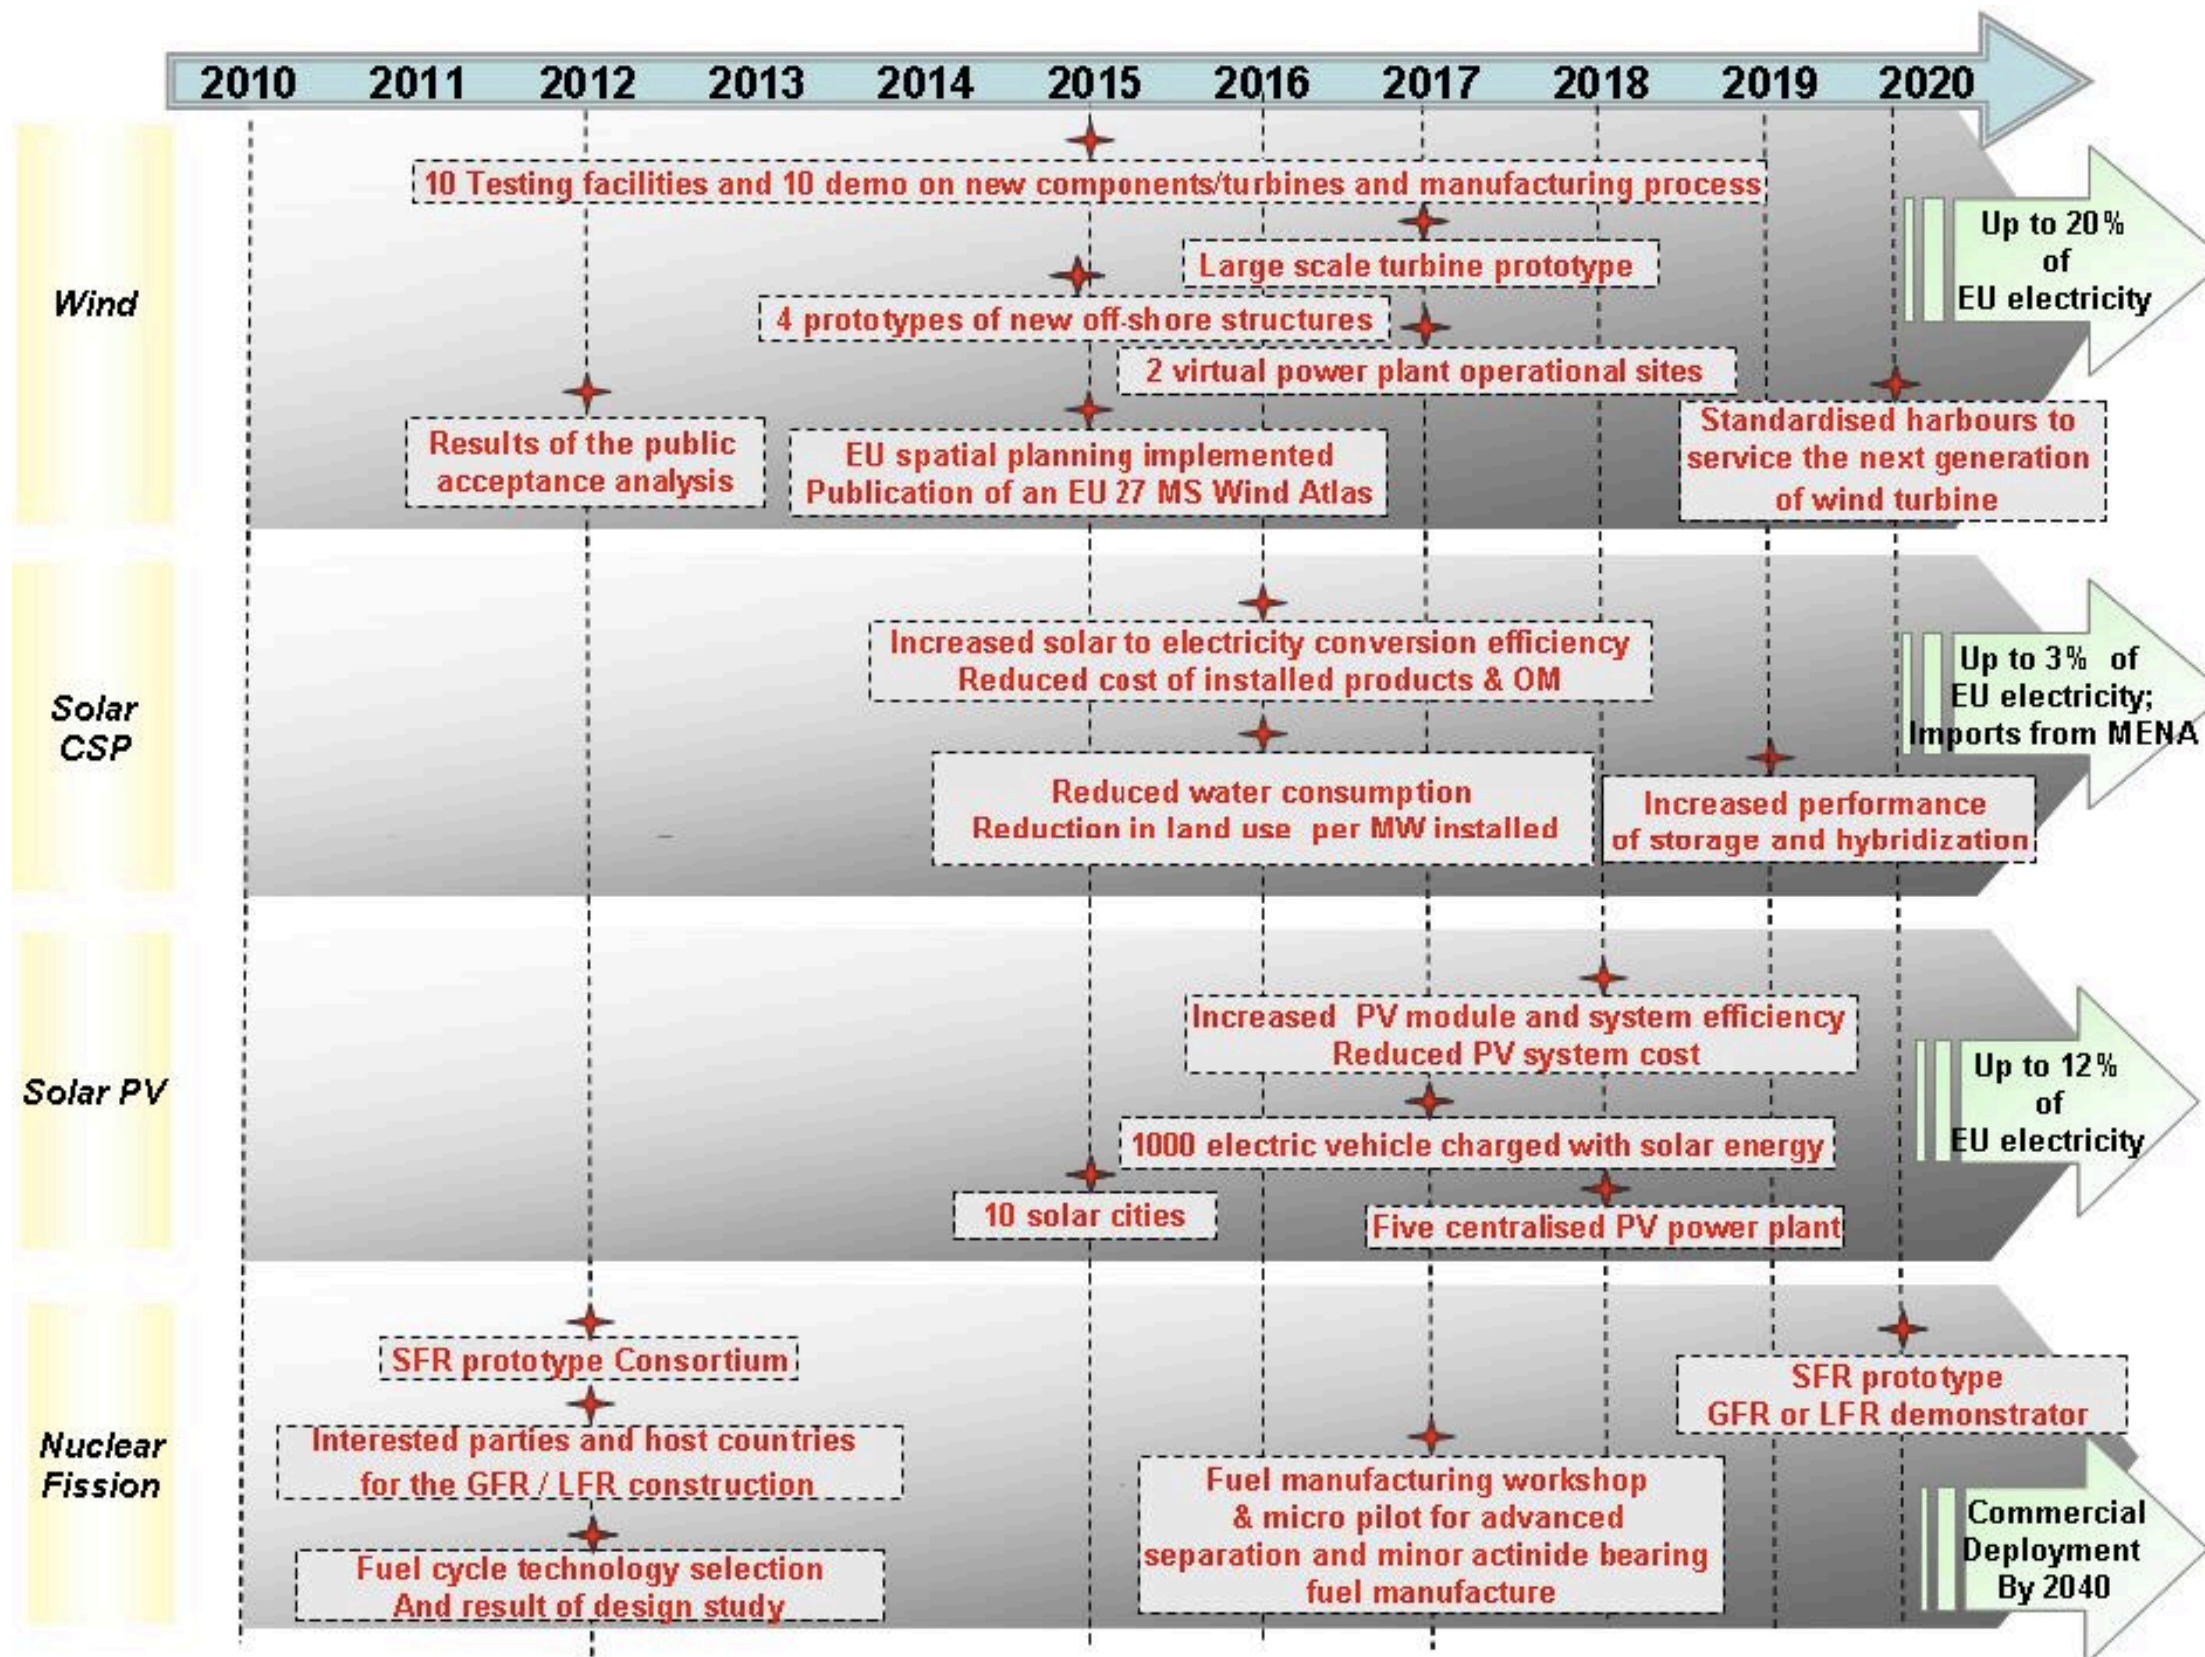 2010 2011 2012 2013 2014 2015 2016 2017 2018 2019 2020
Wind
10 Testing facilities and 10 demo on new components/turbines and manufacturing process
Large scale turbine prototype
4 prototypes of new off-shore structures
2 virtual power plant operational sites
Results of the public
acceptance analysis
EU spatial planning implemented
Publication of an EU 27 MS Wind Atlas
Standardised harbours to
service the next generation
of wind turbine
Up to 20%
of
EU electricity
Solar
CSP
Increased solar to electricity conversion efficiency
Reduced cost of installed products & OM
Reduced water consumption
Reduction in land use per MW installed
Increased performance
of storage and hybridization
Up to 3% of
EU electricity;
Imports from MENA
Solar PV
Increased PV module and system efficiency
Reduced PV system cost
1000 electric vehicle charged with solar energy
10 solar cities
Five centralised PV power plant
Up to 12%
of
EU electricity
Nuclear
Fission
SFR prototype Consortium
Interested parties and host countries
for the GFR / LFR construction
Fuel cycle technology selection
And result of design study
Fuel manufacturing workshop
& micro pilot for advanced
separation and minor actinide bearing
fuel manufacture
SFR prototype
GFR or LFR demonstrator
Commercial
Deployment
By 2040